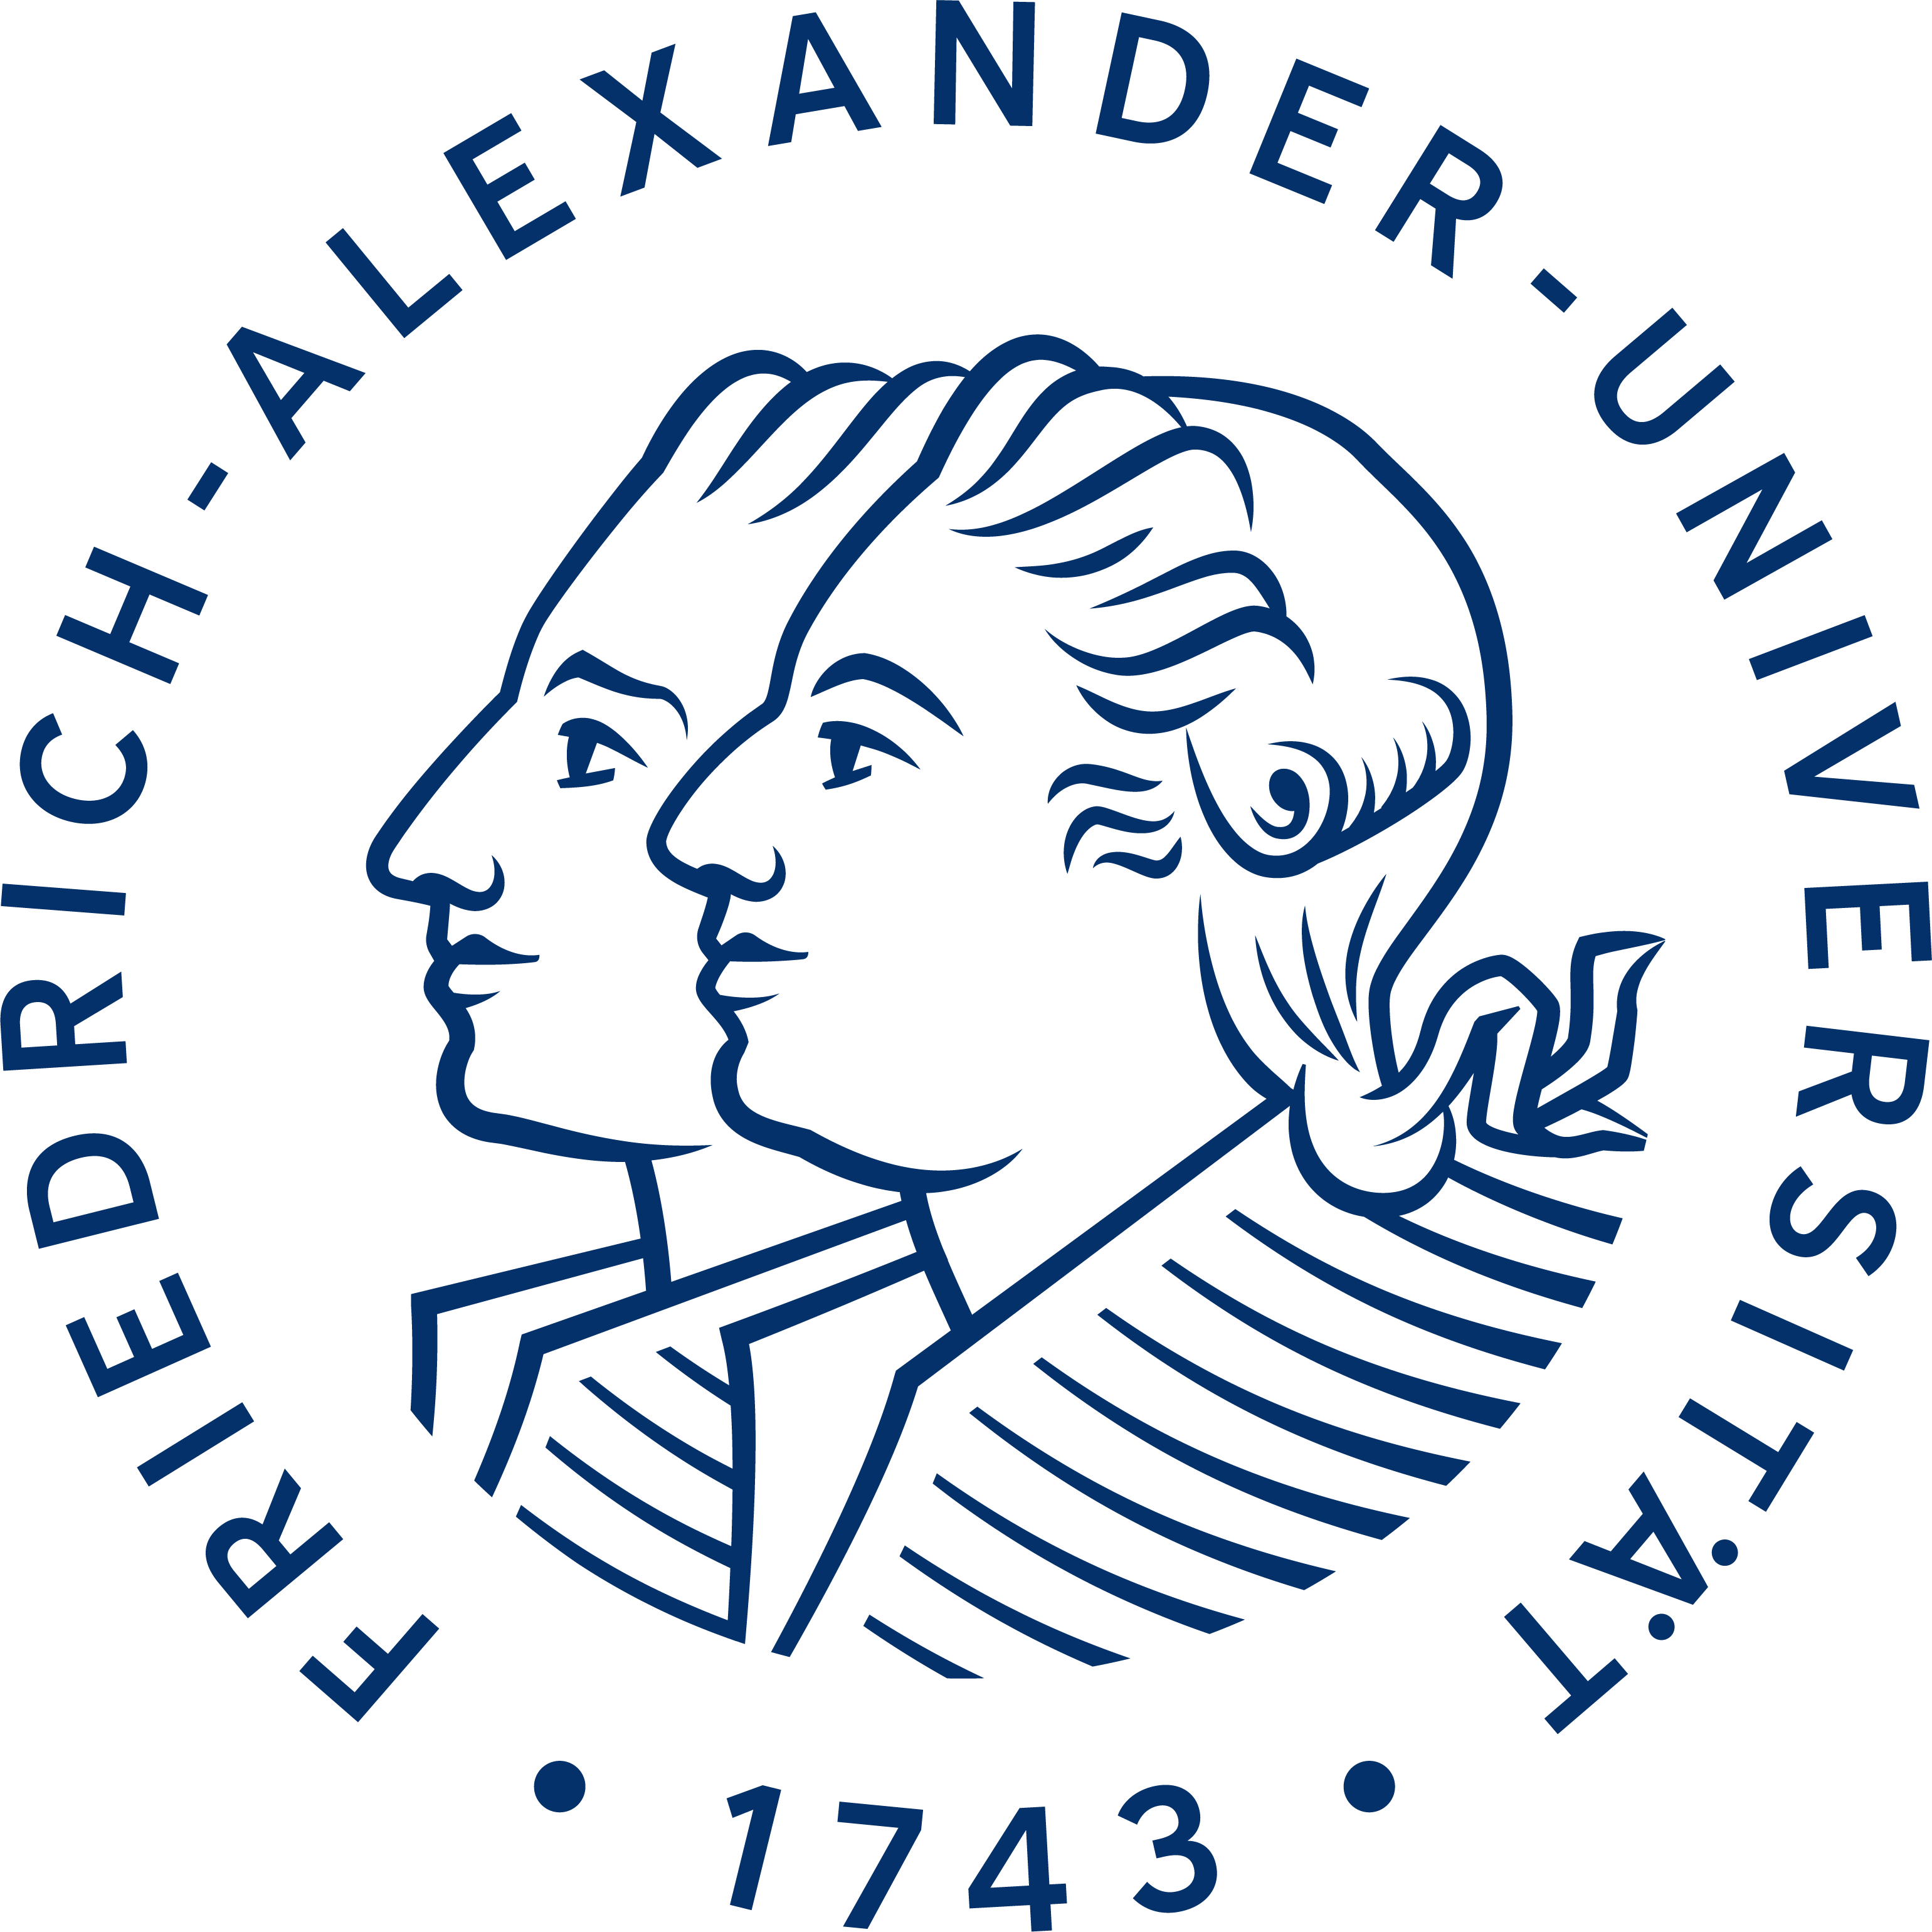 FRIEDRICH-ALEXANDER-UNIVERSITÄT
• 1743 •